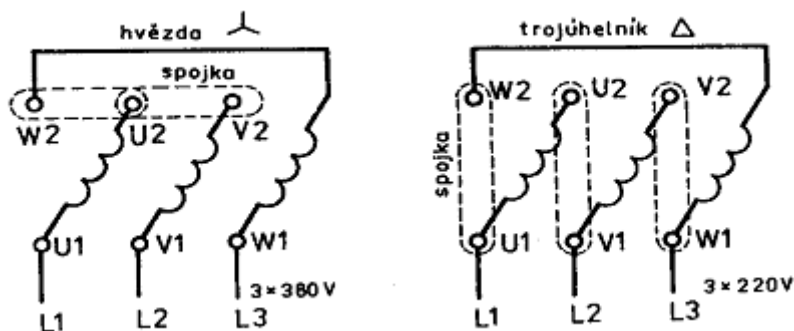 hvězda
spojka
W2 U2 V2
U1 V1 W1
3×380V
L1 L2 L3
trojúhelník
W2 U2 V2
spojka
U1 V1 W1
3×220V
L1 L2 L3